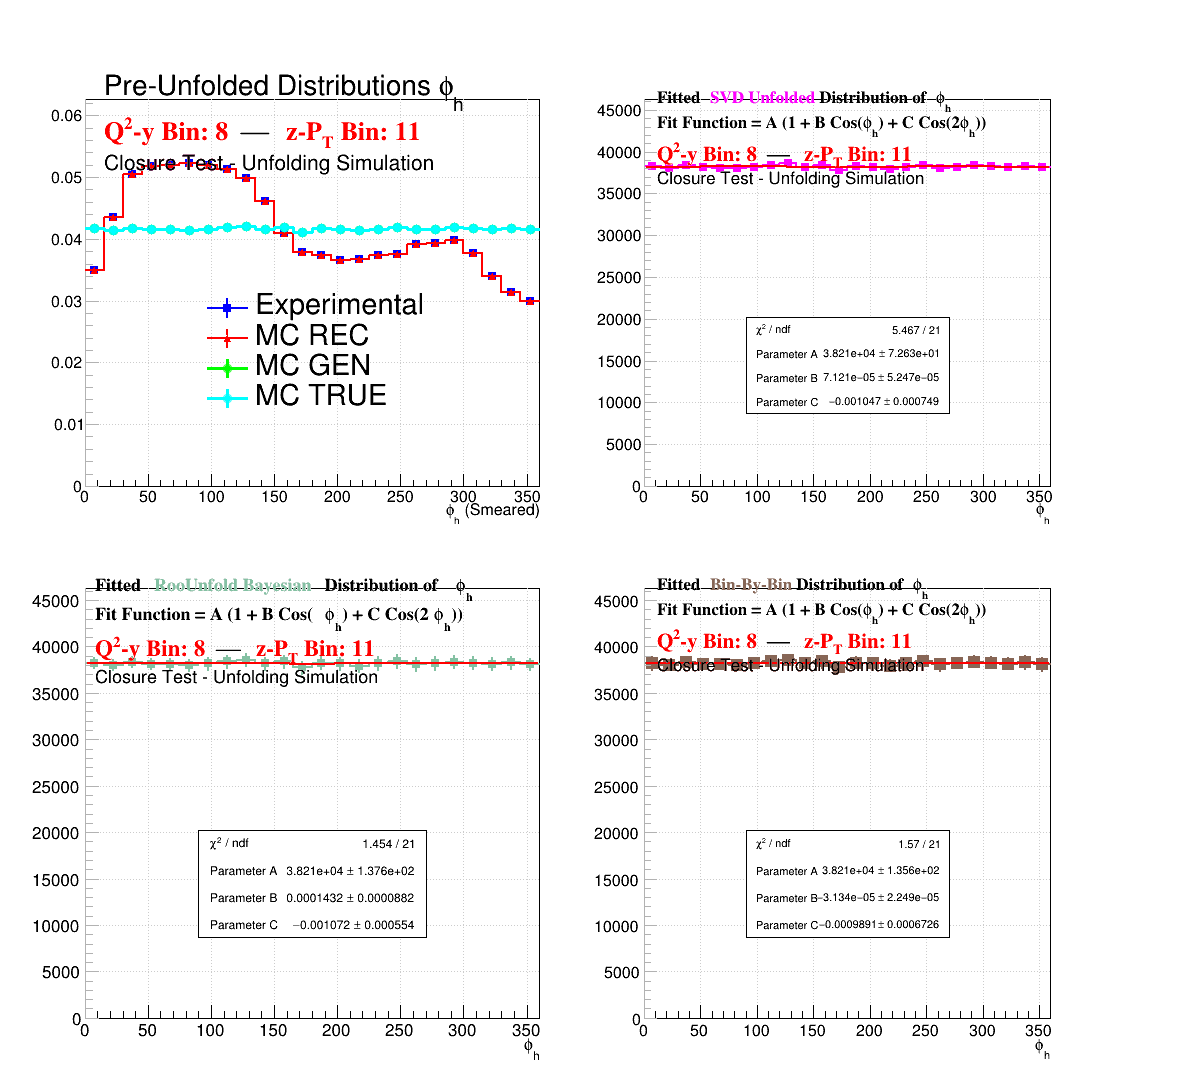 Pre-Unfolded Distributions ϕh
Q²-y Bin: 8 — z-PT Bin: 11
Closure Test - Unfolding Simulation
0.06
0.05
0.04
0.03
0.02
0.01
0
Experimental
MC REC
MC GEN
MC TRUE
0 50 100 150 200 250 300 350
ϕh (Smeared)
Fitted SVD Unfolded Distribution of ϕh
Fit Function = A (1 + B Cos(ϕh) + C Cos(2ϕh))
Q²-y Bin: 8 — z-PT Bin: 11
Closure Test - Unfolding Simulation
45000
40000
35000
30000
25000
20000
15000
10000
5000
0
χ² / ndf 5.467 / 21
Parameter A 3.821e+04 ± 7.263e+01
Parameter B 7.121e−05 ± 5.247e−05
Parameter C −0.001047 ± 0.000749
0 50 100 150 200 250 300 350
ϕh
Fitted RooUnfold Bayesian Distribution of ϕh
Fit Function = A (1 + B Cos( ϕh) + C Cos(2 ϕh))
Q²-y Bin: 8 — z-PT Bin: 11
Closure Test - Unfolding Simulation
45000
40000
35000
30000
25000
20000
15000
10000
5000
0
χ² / ndf 1.454 / 21
Parameter A 3.821e+04 ± 1.376e+02
Parameter B 0.0001432 ± 0.0000882
Parameter C −0.001072 ± 0.000554
0 50 100 150 200 250 300 350
ϕh
Fitted Bin-By-Bin Distribution of ϕh
Fit Function = A (1 + B Cos(ϕh) + C Cos(2ϕh))
Q²-y Bin: 8 — z-PT Bin: 11
Closure Test - Unfolding Simulation
45000
40000
35000
30000
25000
20000
15000
10000
5000
0
χ² / ndf 1.57 / 21
Parameter A 3.821e+04 ± 1.356e+02
Parameter B −3.134e−05 ± 2.249e−05
Parameter C −0.0009891 ± 0.0006726
0 50 100 150 200 250 300 350
ϕh